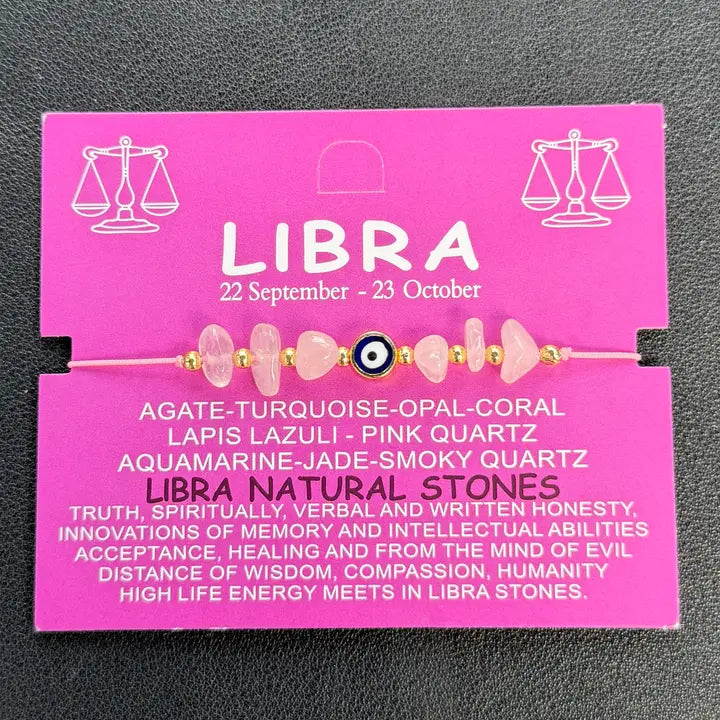 LIBRA
22 September - 23 October
AGATE-TURQUOISE-OPAL-CORAL
LAPIS LAZULI - PINK QUARTZ
AQUAMARINE-JADE-SMOKY QUARTZ
LIBRA NATURAL STONES
TRUTH, SPIRITUALLY, VERBAL AND WRITTEN HONESTY,
INNOVATIONS OF MEMORY AND INTELLECTUAL ABILITIES
ACCEPTANCE, HEALING AND FROM THE MIND OF EVIL
DISTANCE OF WISDOM, COMPASSION, HUMANITY
HIGH LIFE ENERGY MEETS IN LIBRA STONES.